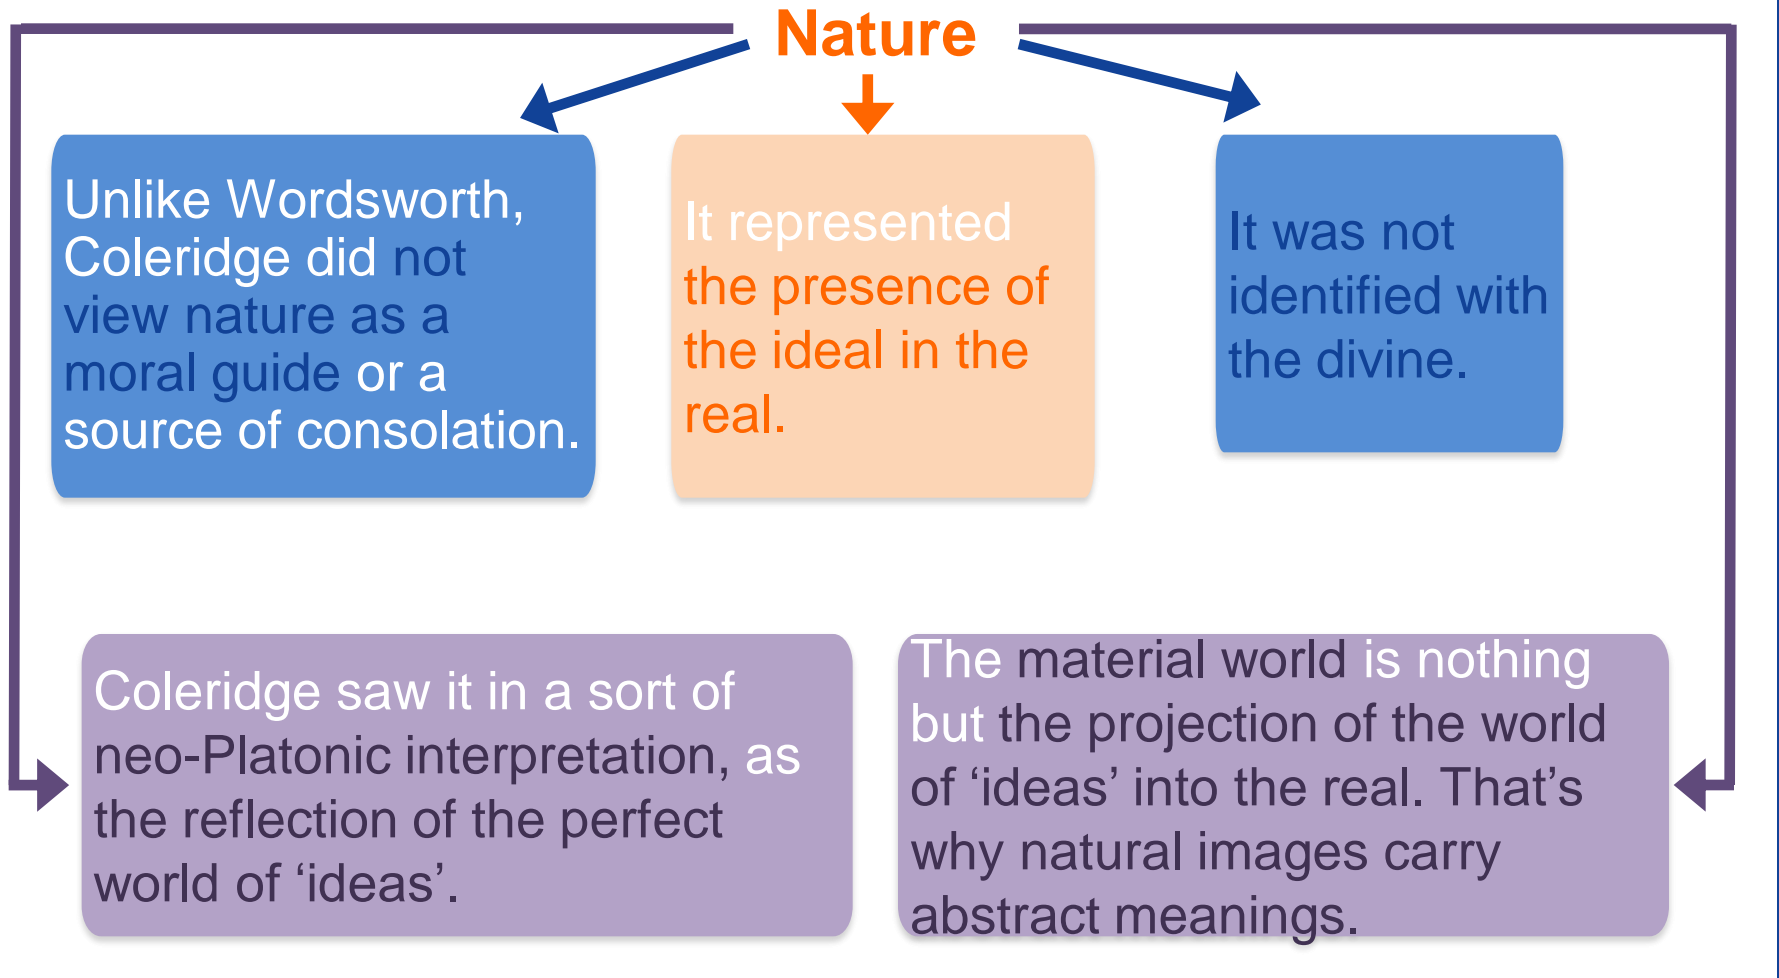 Nature
Unlike Wordsworth,
Coleridge did not
view nature as a
moral guide or a
source of consolation.
It represented
the presence of
the ideal in the
real.
It was not
identified with
the divine.
Coleridge saw it in a sort of
neo-Platonic interpretation, as
the reflection of the perfect
world of ‘ideas’.
The material world is nothing
but the projection of the world
of ‘ideas’ into the real. That’s
why natural images carry
abstract meanings.